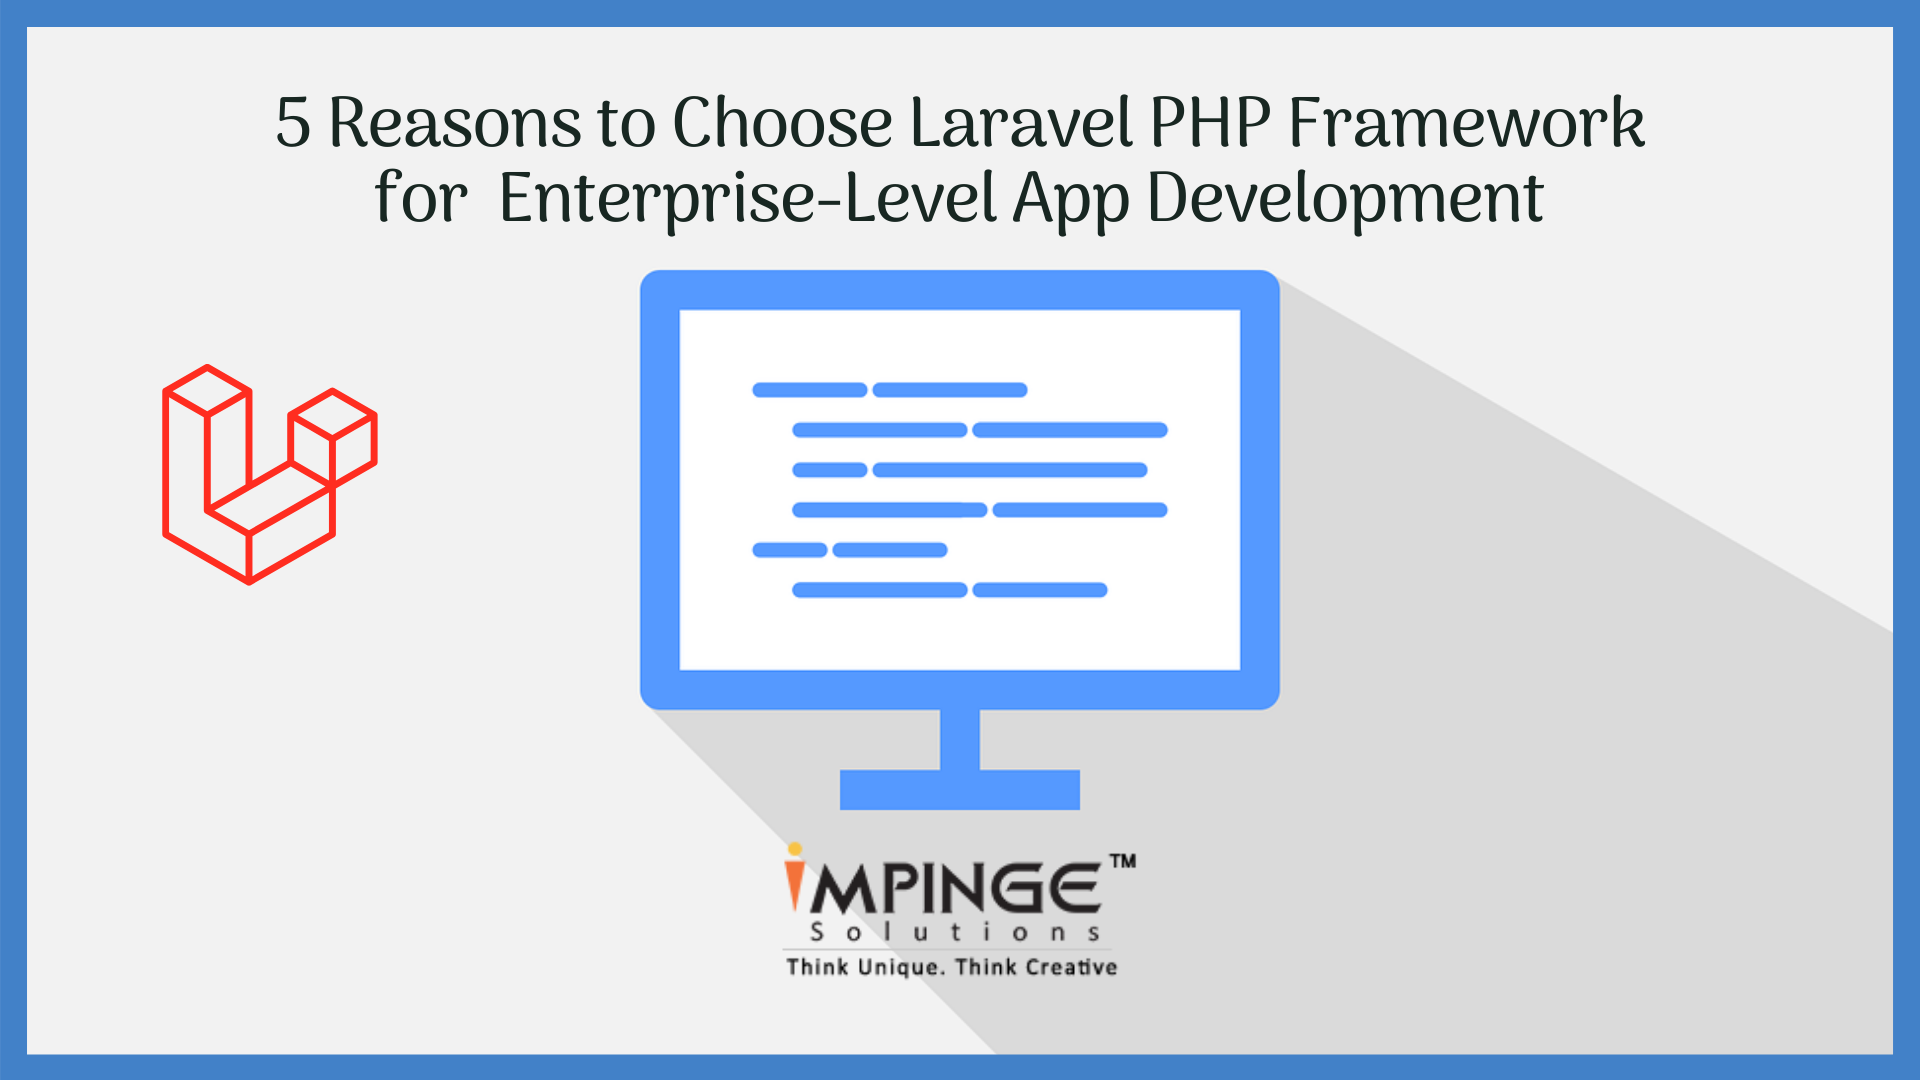 5 Reasons to Choose Laravel PHP Framework
for Enterprise-Level App Development
iMPINGE™
Solutions
Think Unique. Think Creative